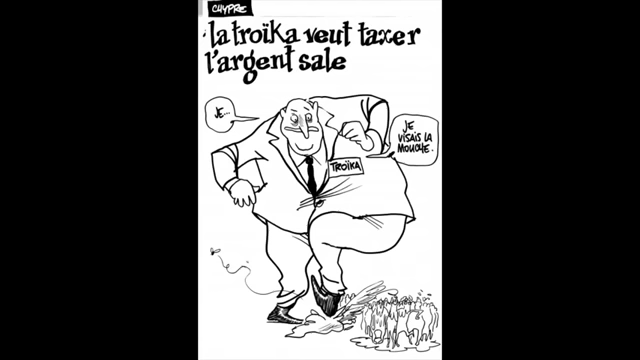 CHYPRE
la troïka veut taxer
l'argent sale
JE...
JE
VISAIS LA
MOUCHE.
TROÏKA